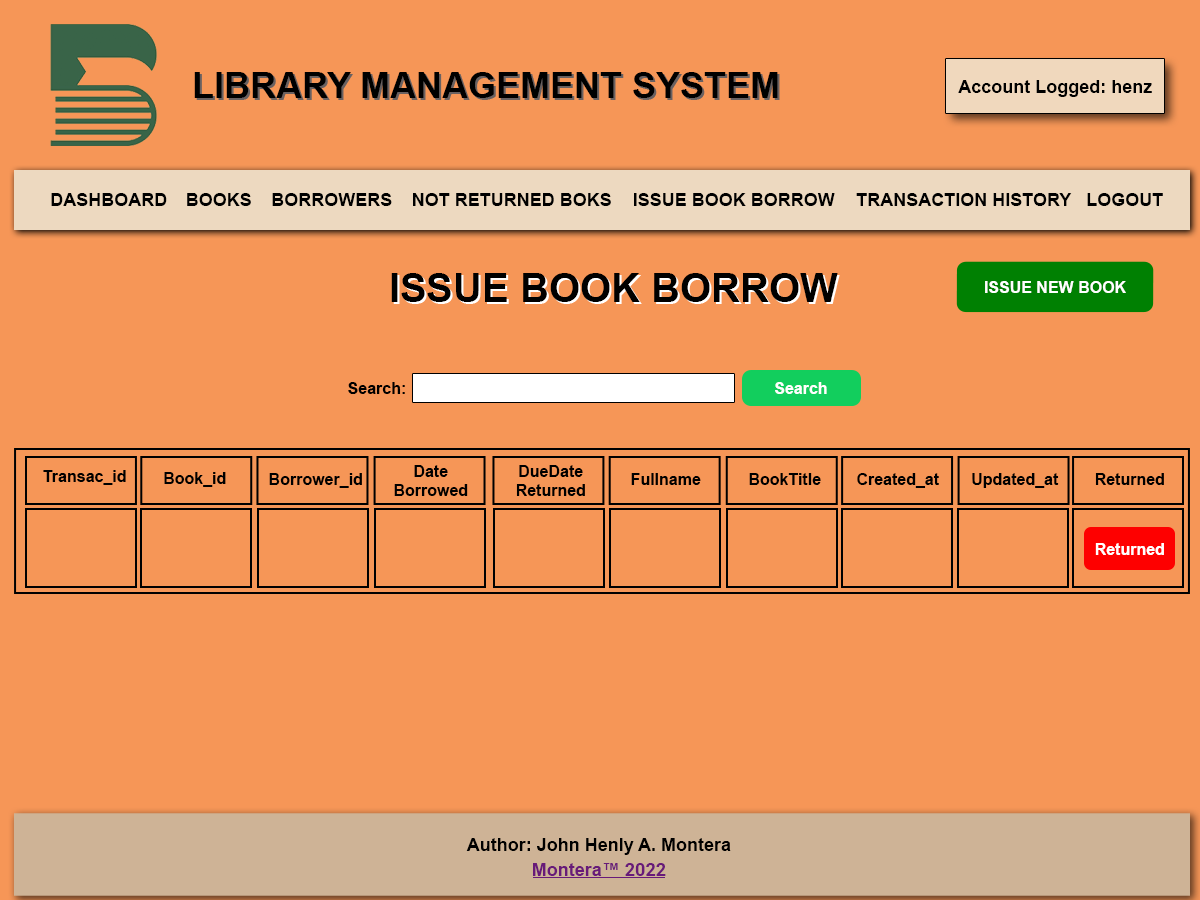 LIBRARY MANAGEMENT SYSTEM
Account Logged: henz
DASHBOARD BOOKS BORROWERS NOT RETURNED BOKS ISSUE BOOK BORROW TRANSACTION HISTORY LOGOUT
ISSUE BOOK BORROW
ISSUE NEW BOOK
Search:
Search
Transac_id
Book_id
Borrower_id
Date
Borrowed
DueDate
Returned
Fullname
BookTitle
Created_at
Updated_at
Returned
Returned
Author: John Henly A. Montera
Montera™ 2022